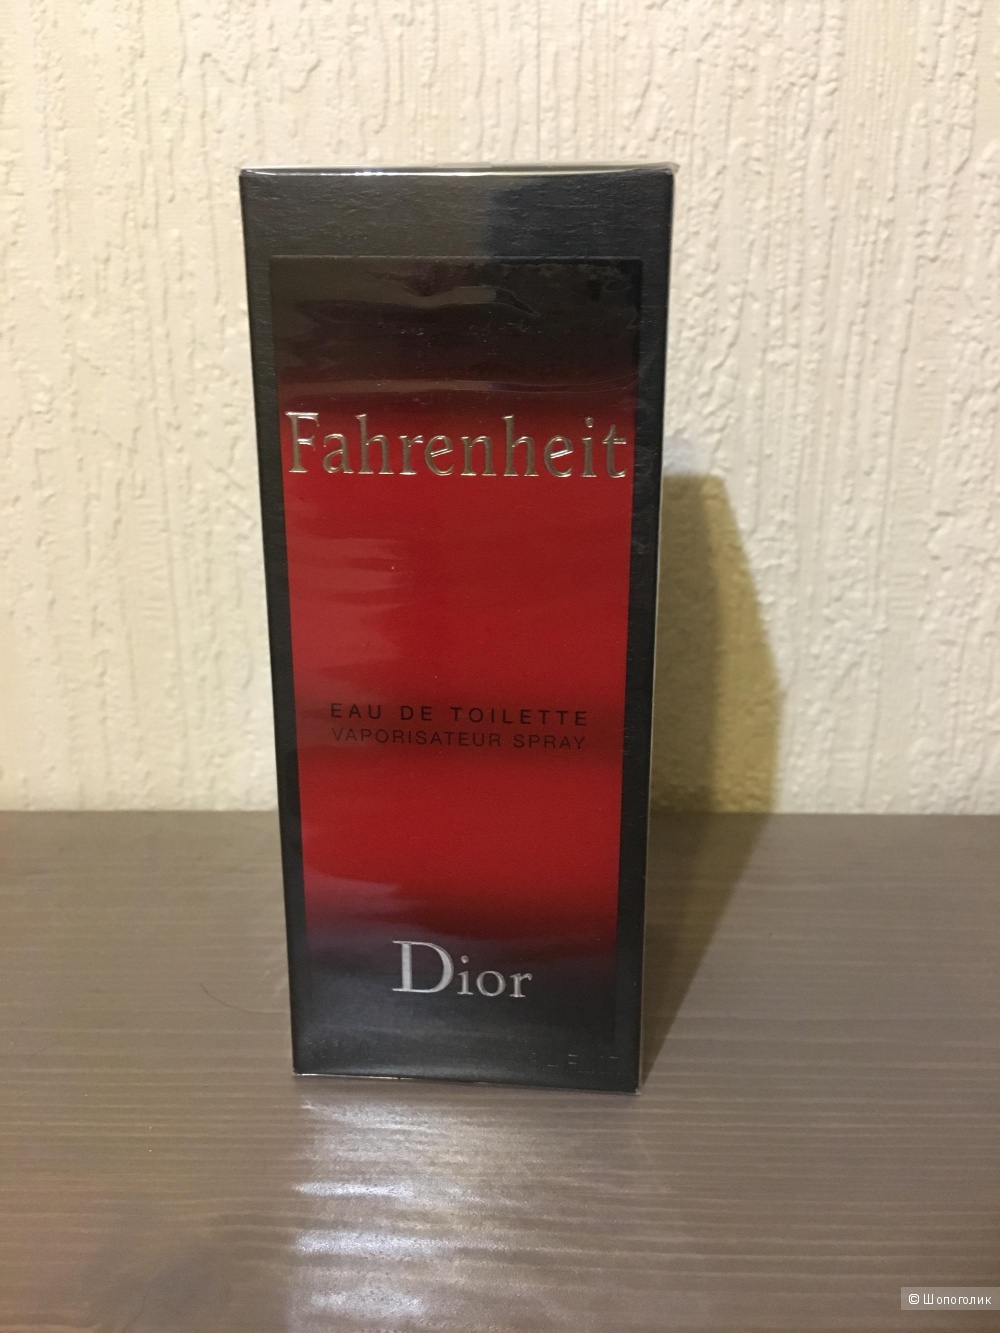 Fahrenheit
EAU DE TOILETTE
VAPORISATEUR SPRAY
Dior
© Шопоголик